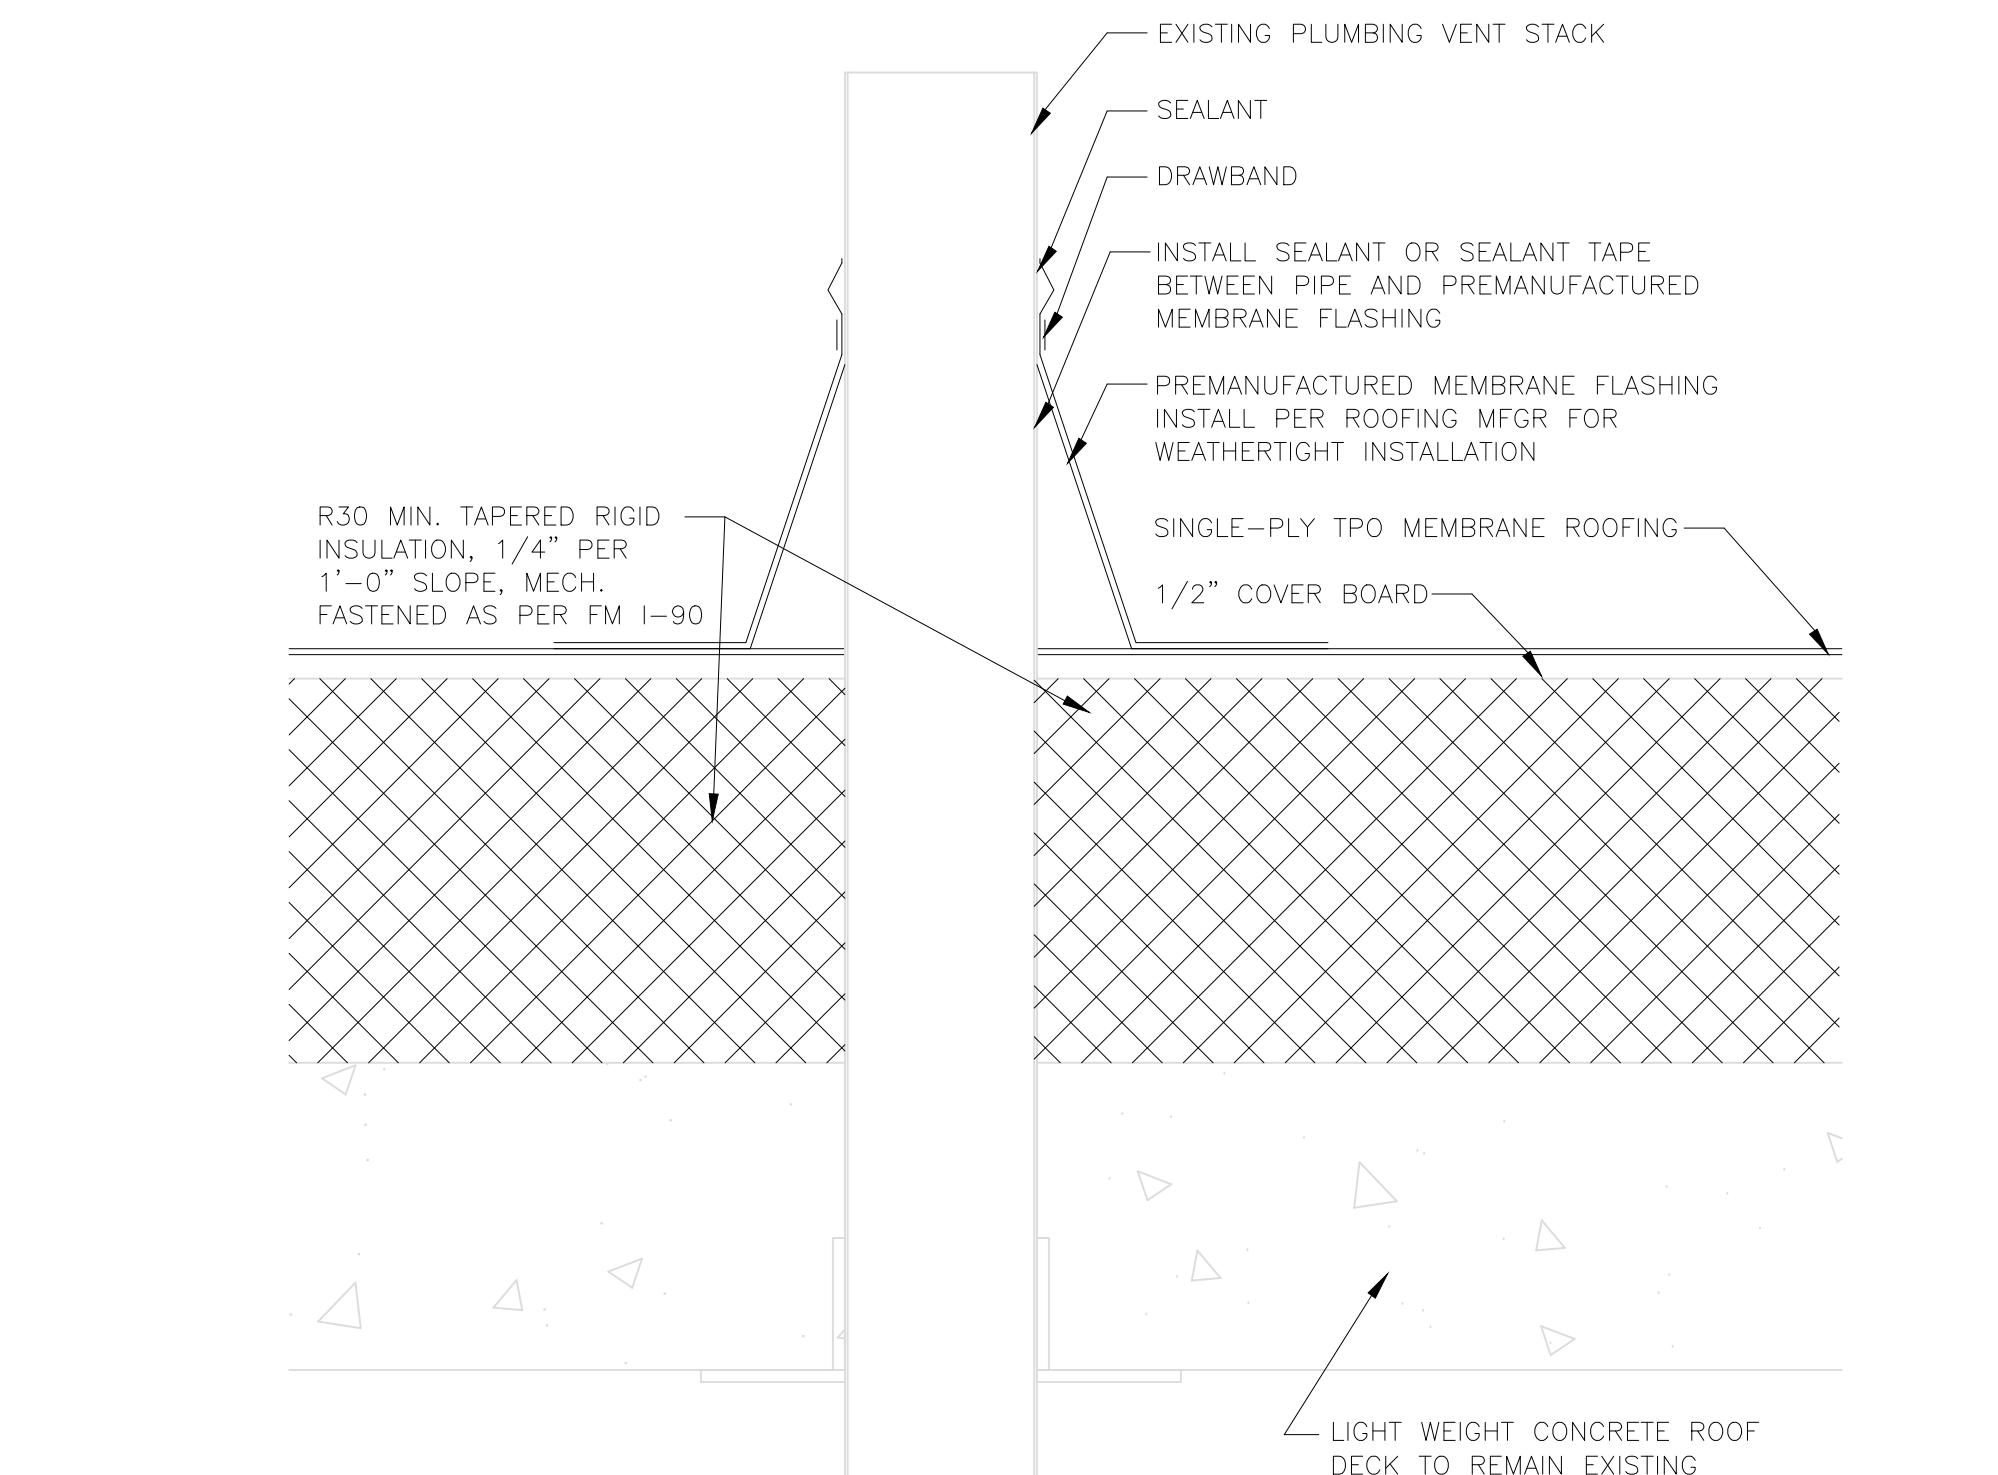 EXISTING PLUMBING VENT STACK
SEALANT
DRAWBAND
INSTALL SEALANT OR SEALANT TAPE
BETWEEN PIPE AND PREMANUFACTURED
MEMBRANE FLASHING
PREMANUFACTURED MEMBRANE FLASHING
INSTALL PER ROOFING MFGR FOR
WEATHERTIGHT INSTALLATION
R30 MIN. TAPERED RIGID
INSULATION, 1/4" PER
1'-0" SLOPE, MECH.
FASTENED AS PER FM I-90
SINGLE-PLY TPO MEMBRANE ROOFING
1/2" COVER BOARD
LIGHT WEIGHT CONCRETE ROOF
DECK TO REMAIN EXISTING